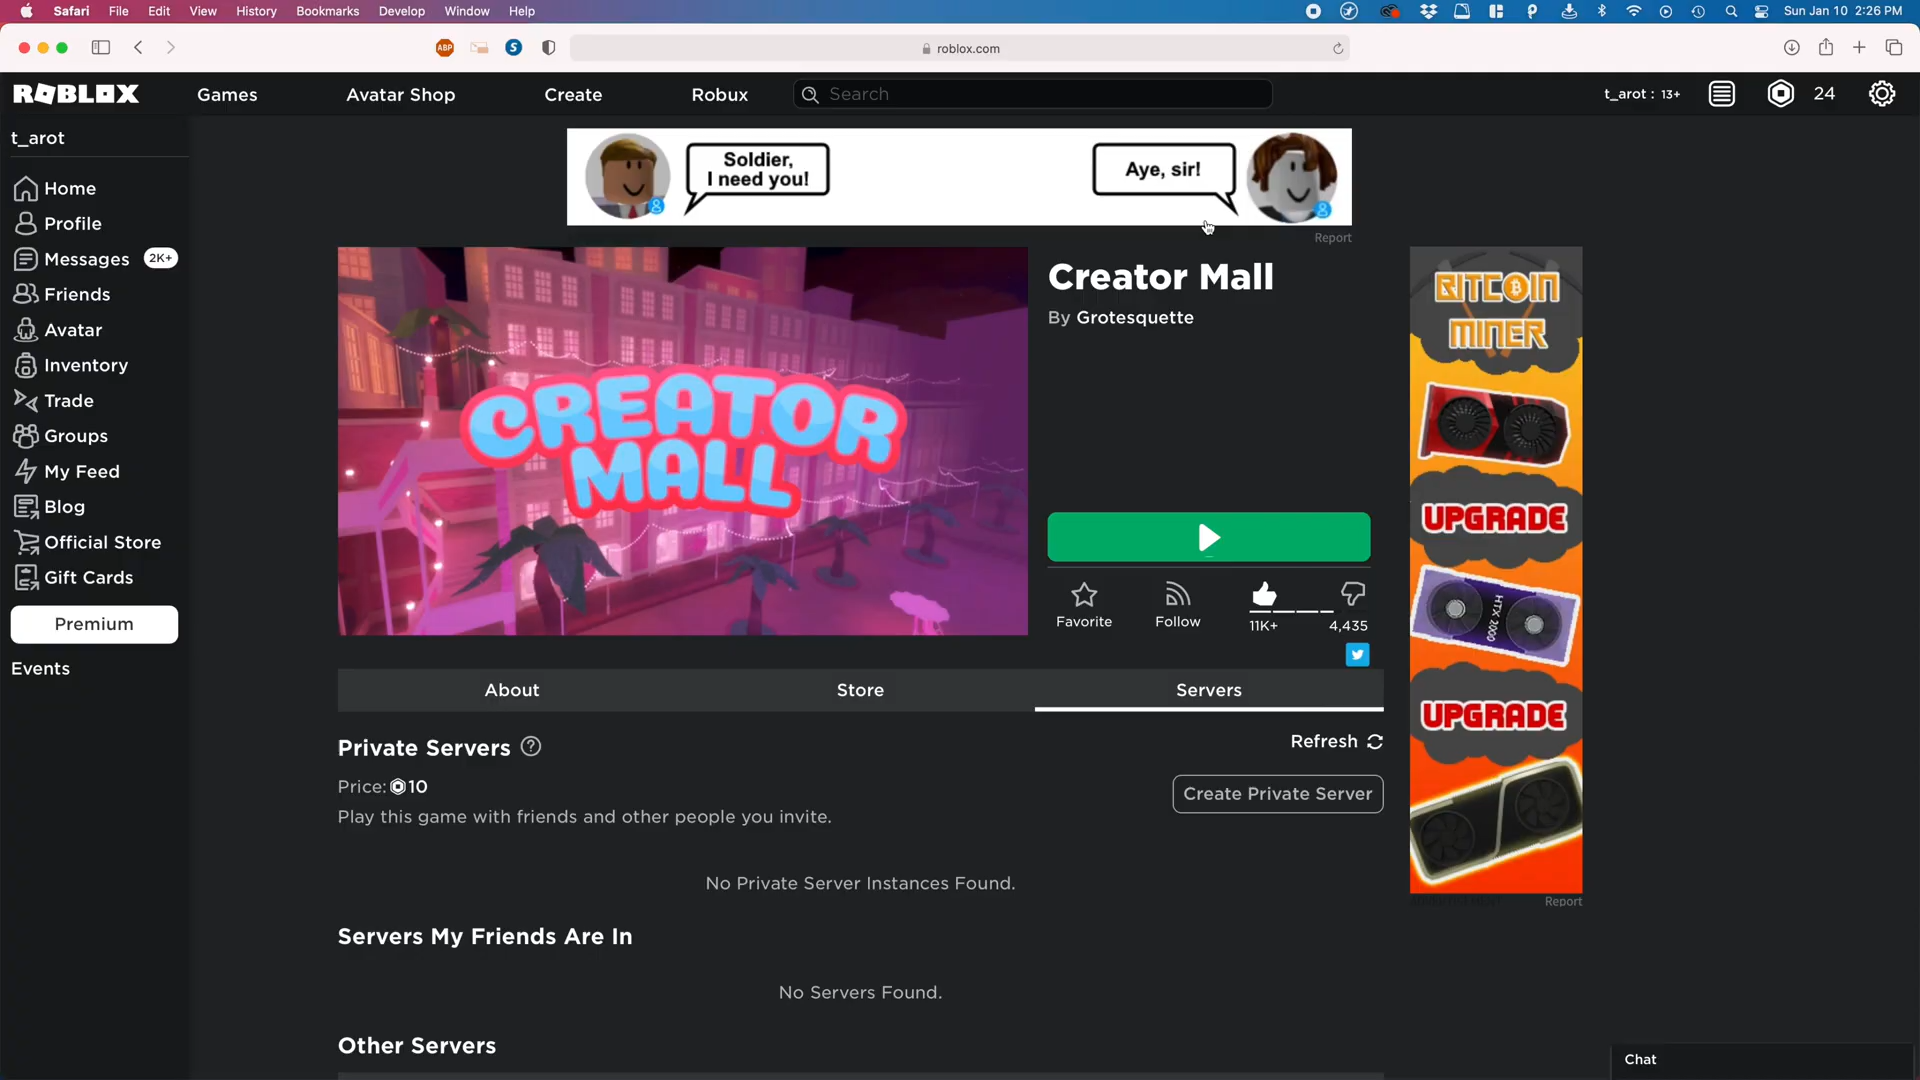 Safari File Edit View History Bookmarks Develop Window Help Sun Jan 10 2:26 PM
ABP S roblox.com
ROBLOX Games Avatar Shop Create Robux Search t_arot : 13+ 24
t_arot
Home
Profile
Messages 2K+
Friends
Avatar
Inventory
Trade
Groups
My Feed
Blog
Official Store
Gift Cards
Premium
Events
Soldier,
I need you!
Aye, sir!
Report
CREATOR
MALL
Creator Mall
By Grotesquette
Favorite Follow 11K+ 4,435
About Store Servers
Private Servers ?
Refresh
Price: 10
Create Private Server
Play this game with friends and other people you invite.
No Private Server Instances Found.
Servers My Friends Are In
No Servers Found.
Other Servers
BITCOIN
MINER
UPGRADE
HTX 2000
UPGRADE
ADVERTISEMENT Report
Chat